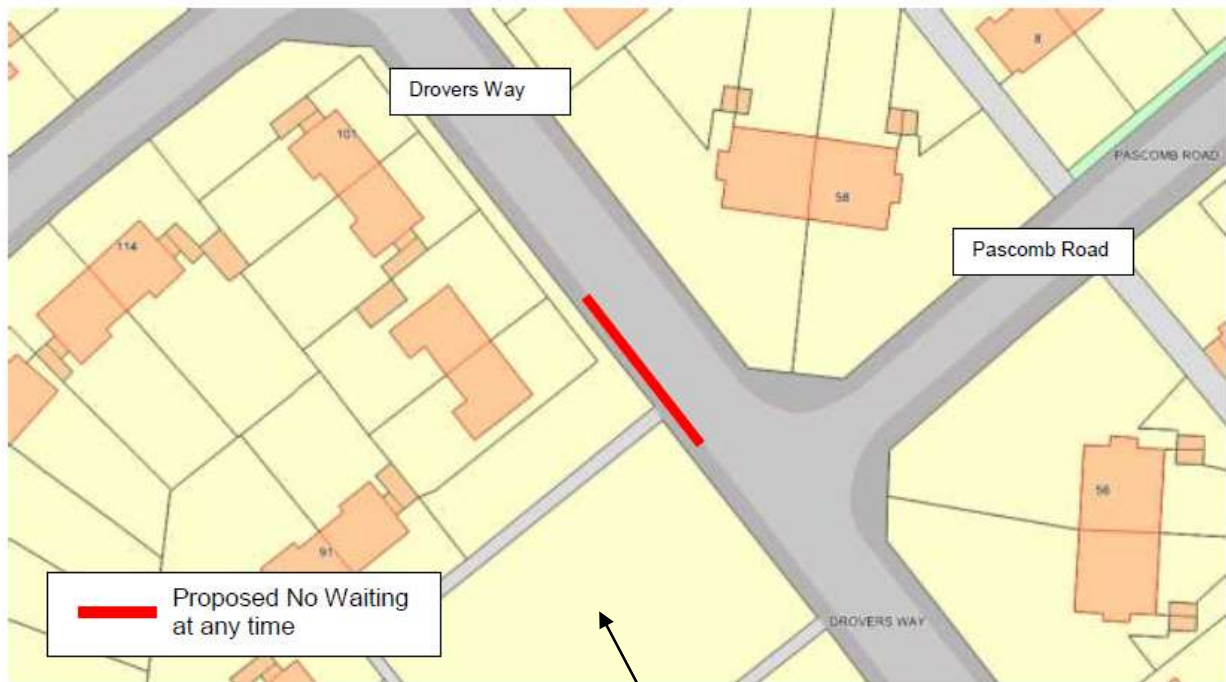 8
Drovers Way
101
PASCOMB ROAD
58
114
Pascomb Road
56
91
Proposed No Waiting
at any time
DROVERS WAY